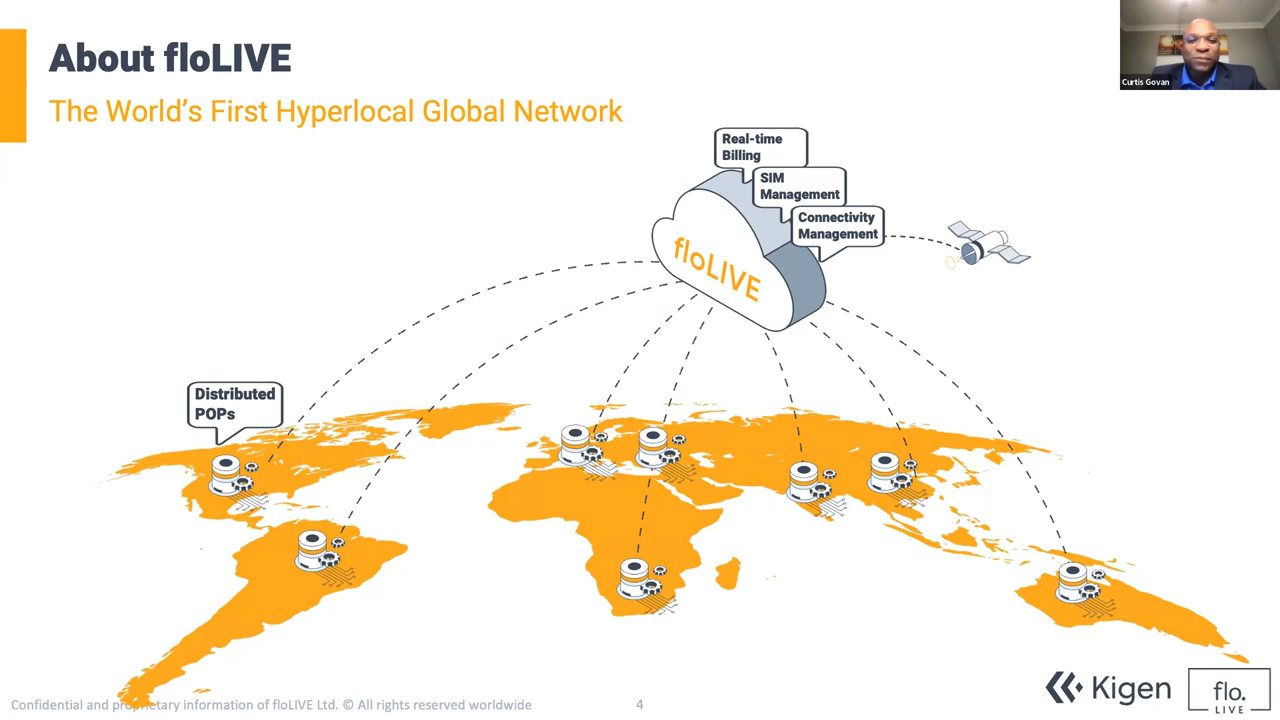 About floLIVE
The World's First Hyperlocal Global Network
Curtis Govan
Real-time
Billing
SIM
Management
Connectivity
Management
floLIVE
Distributed
POPs
Confidential and proprietary information of floLIVE Ltd. © All rights reserved worldwide
4
Kigen
flo.
LIVE